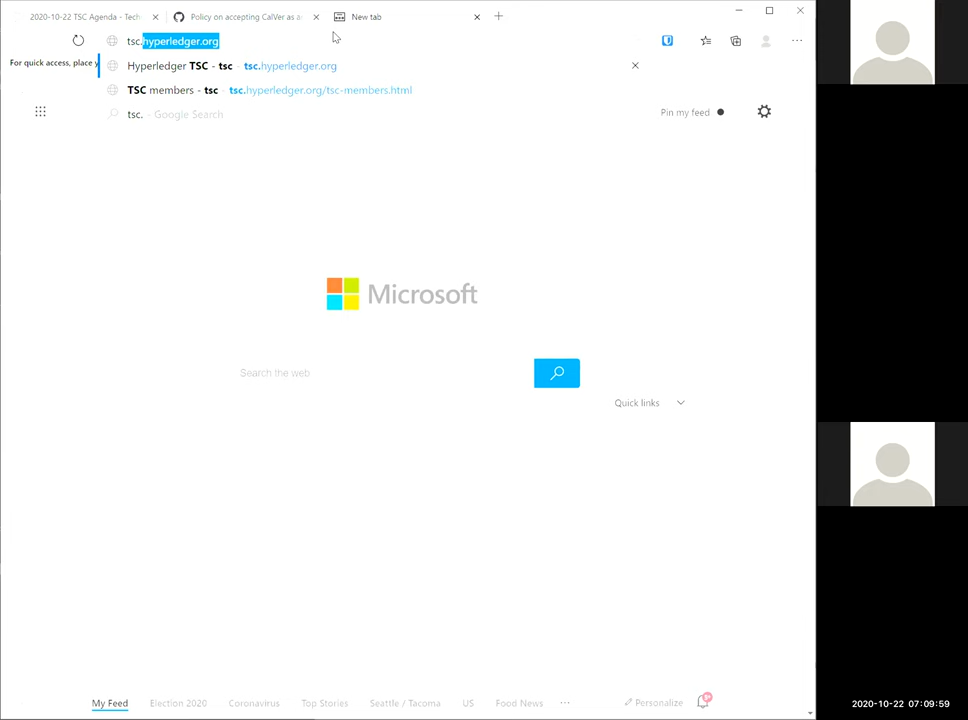 2020-10-22 TSC Agenda - Tech
Policy on accepting CalVer as a
New tab
tsc.hyperledger.org
For quick access, place y
Hyperledger TSC - tsc - tsc.hyperledger.org
TSC members - tsc - tsc.hyperledger.org/tsc-members.html
tsc. - Google Search
Pin my feed
Microsoft
Search the web
Quick links
My Feed
Election 2020
Coronavirus
Top Stories
Seattle / Tacoma
US
Food News
...
Personalize
2020-10-22 07:09:59